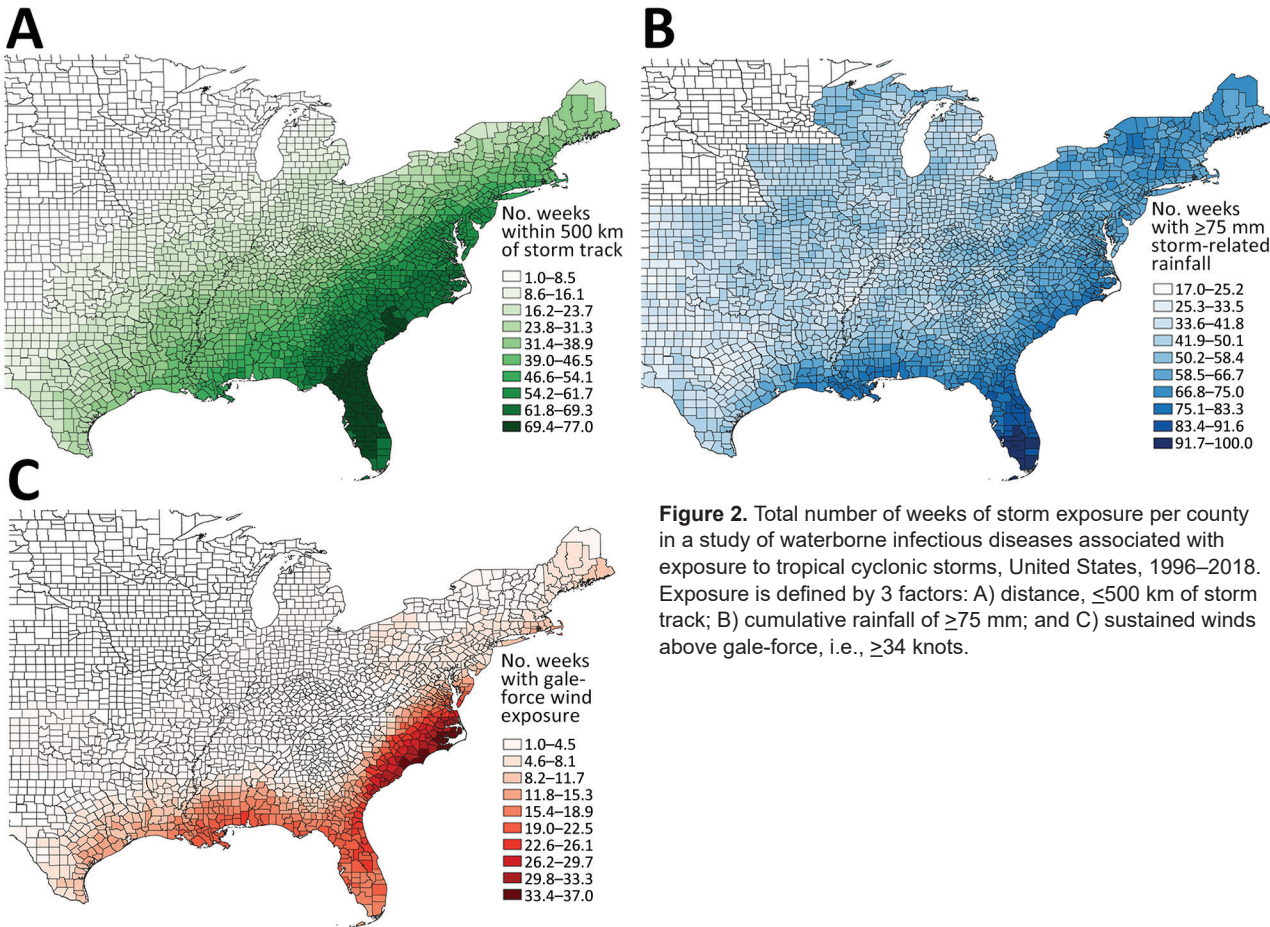 A
No. weeks
within 500 km
of storm track
1.0–8.5
8.6–16.1
16.2–23.7
23.8–31.3
31.4–38.9
39.0–46.5
46.6–54.1
54.2–61.7
61.8–69.3
69.4–77.0
B
No. weeks
with ≥75 mm
storm-related
rainfall
17.0–25.2
25.3–33.5
33.6–41.8
41.9–50.1
50.2–58.4
58.5–66.7
66.8–75.0
75.1–83.3
83.4–91.6
91.7–100.0
C
No. weeks
with gale-
force wind
exposure
1.0–4.5
4.6–8.1
8.2–11.7
11.8–15.3
15.4–18.9
19.0–22.5
22.6–26.1
26.2–29.7
29.8–33.3
33.4–37.0
Figure 2. Total number of weeks of storm exposure per county
in a study of waterborne infectious diseases associated with
exposure to tropical cyclonic storms, United States, 1996–2018.
Exposure is defined by 3 factors: A) distance, ≤500 km of storm
track; B) cumulative rainfall of ≥75 mm; and C) sustained winds
above gale-force, i.e., ≥34 knots.